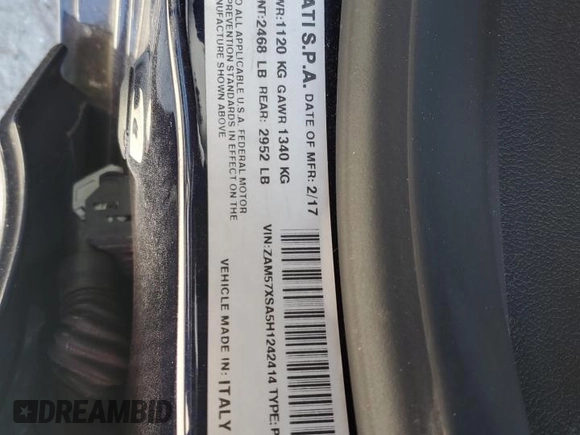 ATI S.P.A. DATE OF MFR: 2/17
WR:1120 KG GAWR 1340 KG
NT:2468 LB REAR: 2952 LB
O ALL APPLICABLE U.S.A. FEDERAL MOTOR
PREVENTION STANDARDS IN EFFECT ON THE
NUFACTURE SHOWN ABOVE
VIN:ZAM57XSA5H1242414 TYPE:P
VEHICLE MADE IN: ITALY
DREAMBID